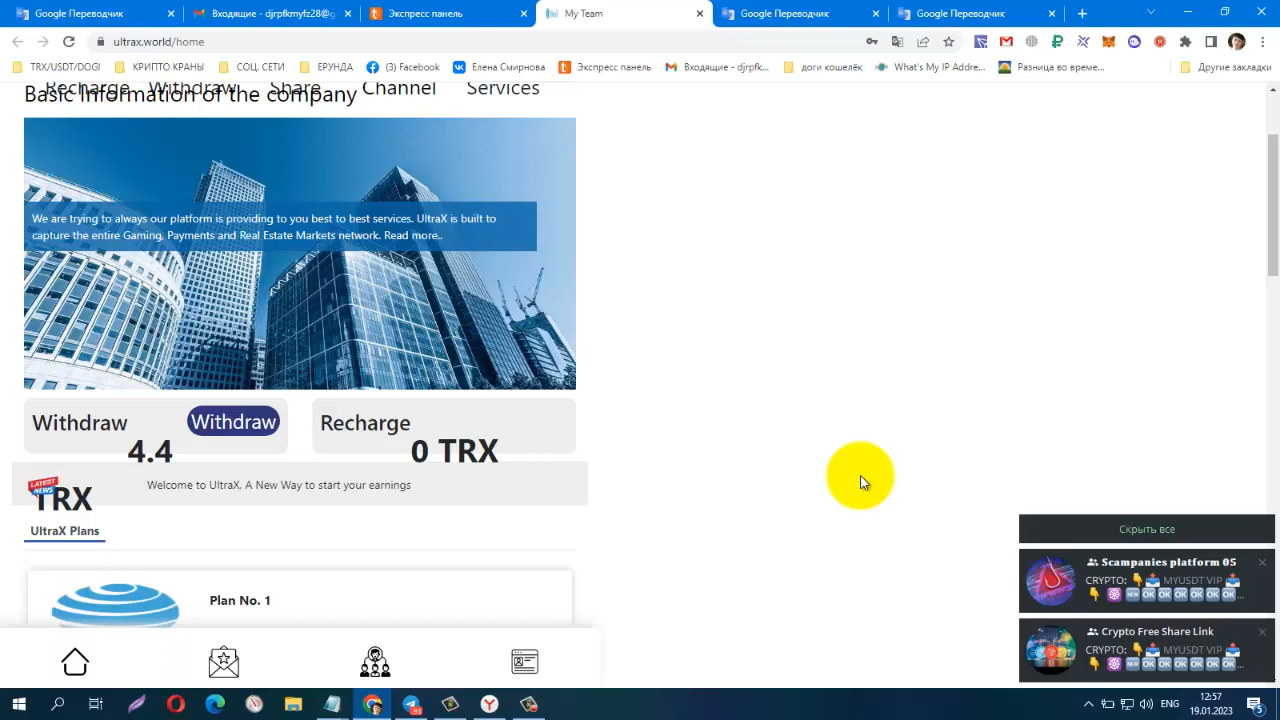 Google Переводчик
Входящие - djrpfkmyfz28@g
Экспресс панель
My Team
Google Переводчик
Google Переводчик
ultrax.world/home
TRX/USDT/DOGI
КРИПТО КРАНЫ
СОЦ. СЕТИ
ЕРУНДА
(3) Facebook
Елена Смирнова
Экспресс панель
Входящие - djrpfk...
доги кошелёк
What's My IP Addre...
Разница во време...
Другие закладки
Recharge Withdraw Share Channel Services
Basic Information of the company
We are trying to always our platform is providing to you best to best services. UltraX is built to
capture the entire Gaming, Payments and Real Estate Markets network. Read more..
Withdraw
Withdraw
4.4
TRX
Recharge
0 TRX
LATEST
NEWS
Welcome to UltraX, A New Way to start your earnings
UltraX Plans
Plan No. 1
Скрыть все
Scampanies platform 05
CRYPTO: 👇📥 MYUSDT VIP 📥
👇 ⚛️ 🆕🆗🆗🆗🆗🆗🆗...
Crypto Free Share Link
CRYPTO: 👇📥 MYUSDT VIP 📥
👇 ⚛️ 🆕🆗🆗🆗🆗🆗🆗...
ENG
12:57
19.01.2023